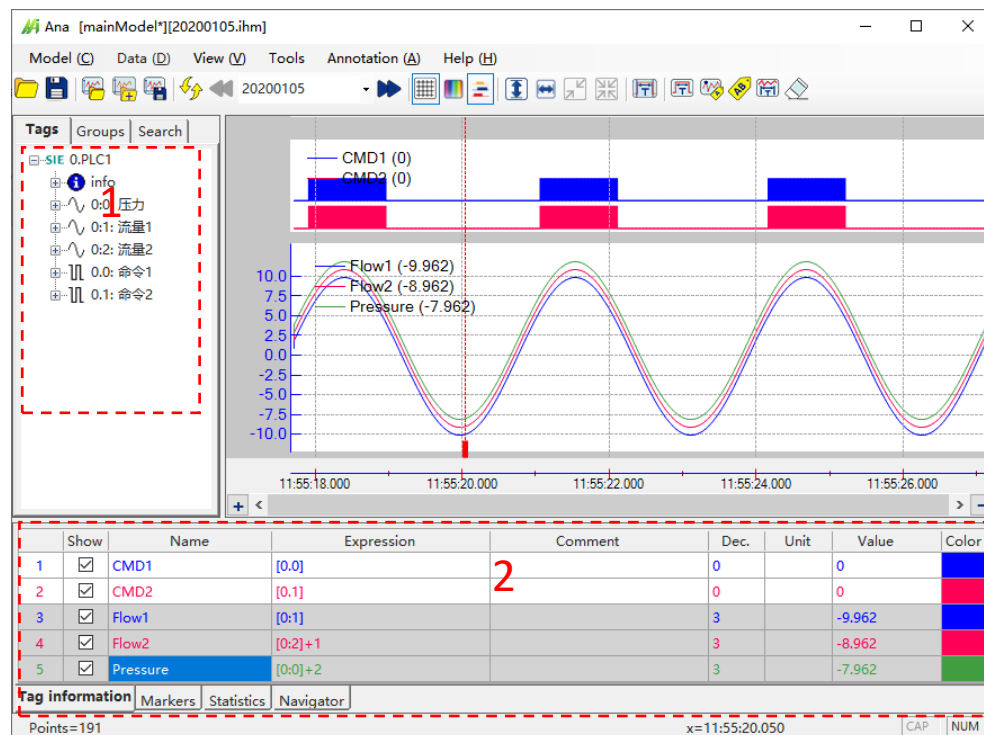 Ana [mainModel*][20200105.ihm]
Model (C) Data (D) View (V) Tools Annotation (A) Help (H)
20200105
Tags Groups Search
SIE 0.PLC1
info
0:0: 压力
0:1: 流量1
0:2: 流量2
0.0: 命令1
0.1: 命令2
1
CMD1 (0)
CMD2 (0)
Flow1 (-9.962)
Flow2 (-8.962)
Pressure (-7.962)
10.0
7.5
5.0
2.5
0.0
-2.5
-5.0
-7.5
-10.0
11:55:18.000 11:55:20.000 11:55:22.000 11:55:24.000 11:55:26.000
Show Name Expression Comment Dec. Unit Value Color
1 CMD1 [0.0] 0 0
2 CMD2 [0.1] 0 0
2
3 Flow1 [0:1] 3 -9.962
4 Flow2 [0:2]+1 3 -8.962
5 Pressure [0:0]+2 3 -7.962
Tag information Markers Statistics Navigator
Points=191 x=11:55:20.050 CAP NUM